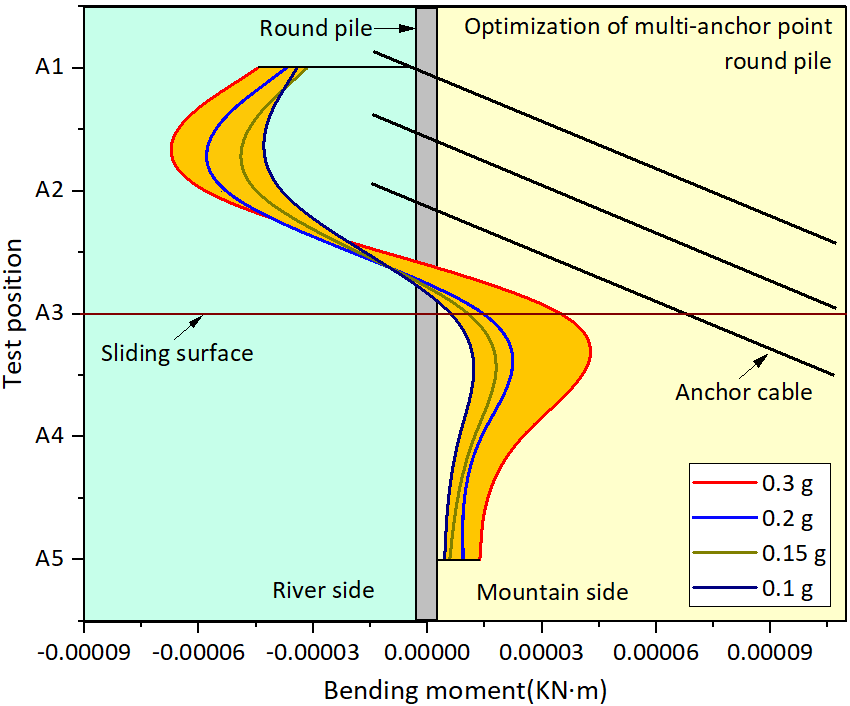 Round pile
Optimization of multi-anchor point
round pile
A1
A2
A3
A4
A5
Test position
Sliding surface
Anchor cable
0.3 g
0.2 g
0.15 g
0.1 g
River side
Mountain side
-0.00009
-0.00006
-0.00003
0.00000
0.00003
0.00006
0.00009
Bending moment(KN·m)